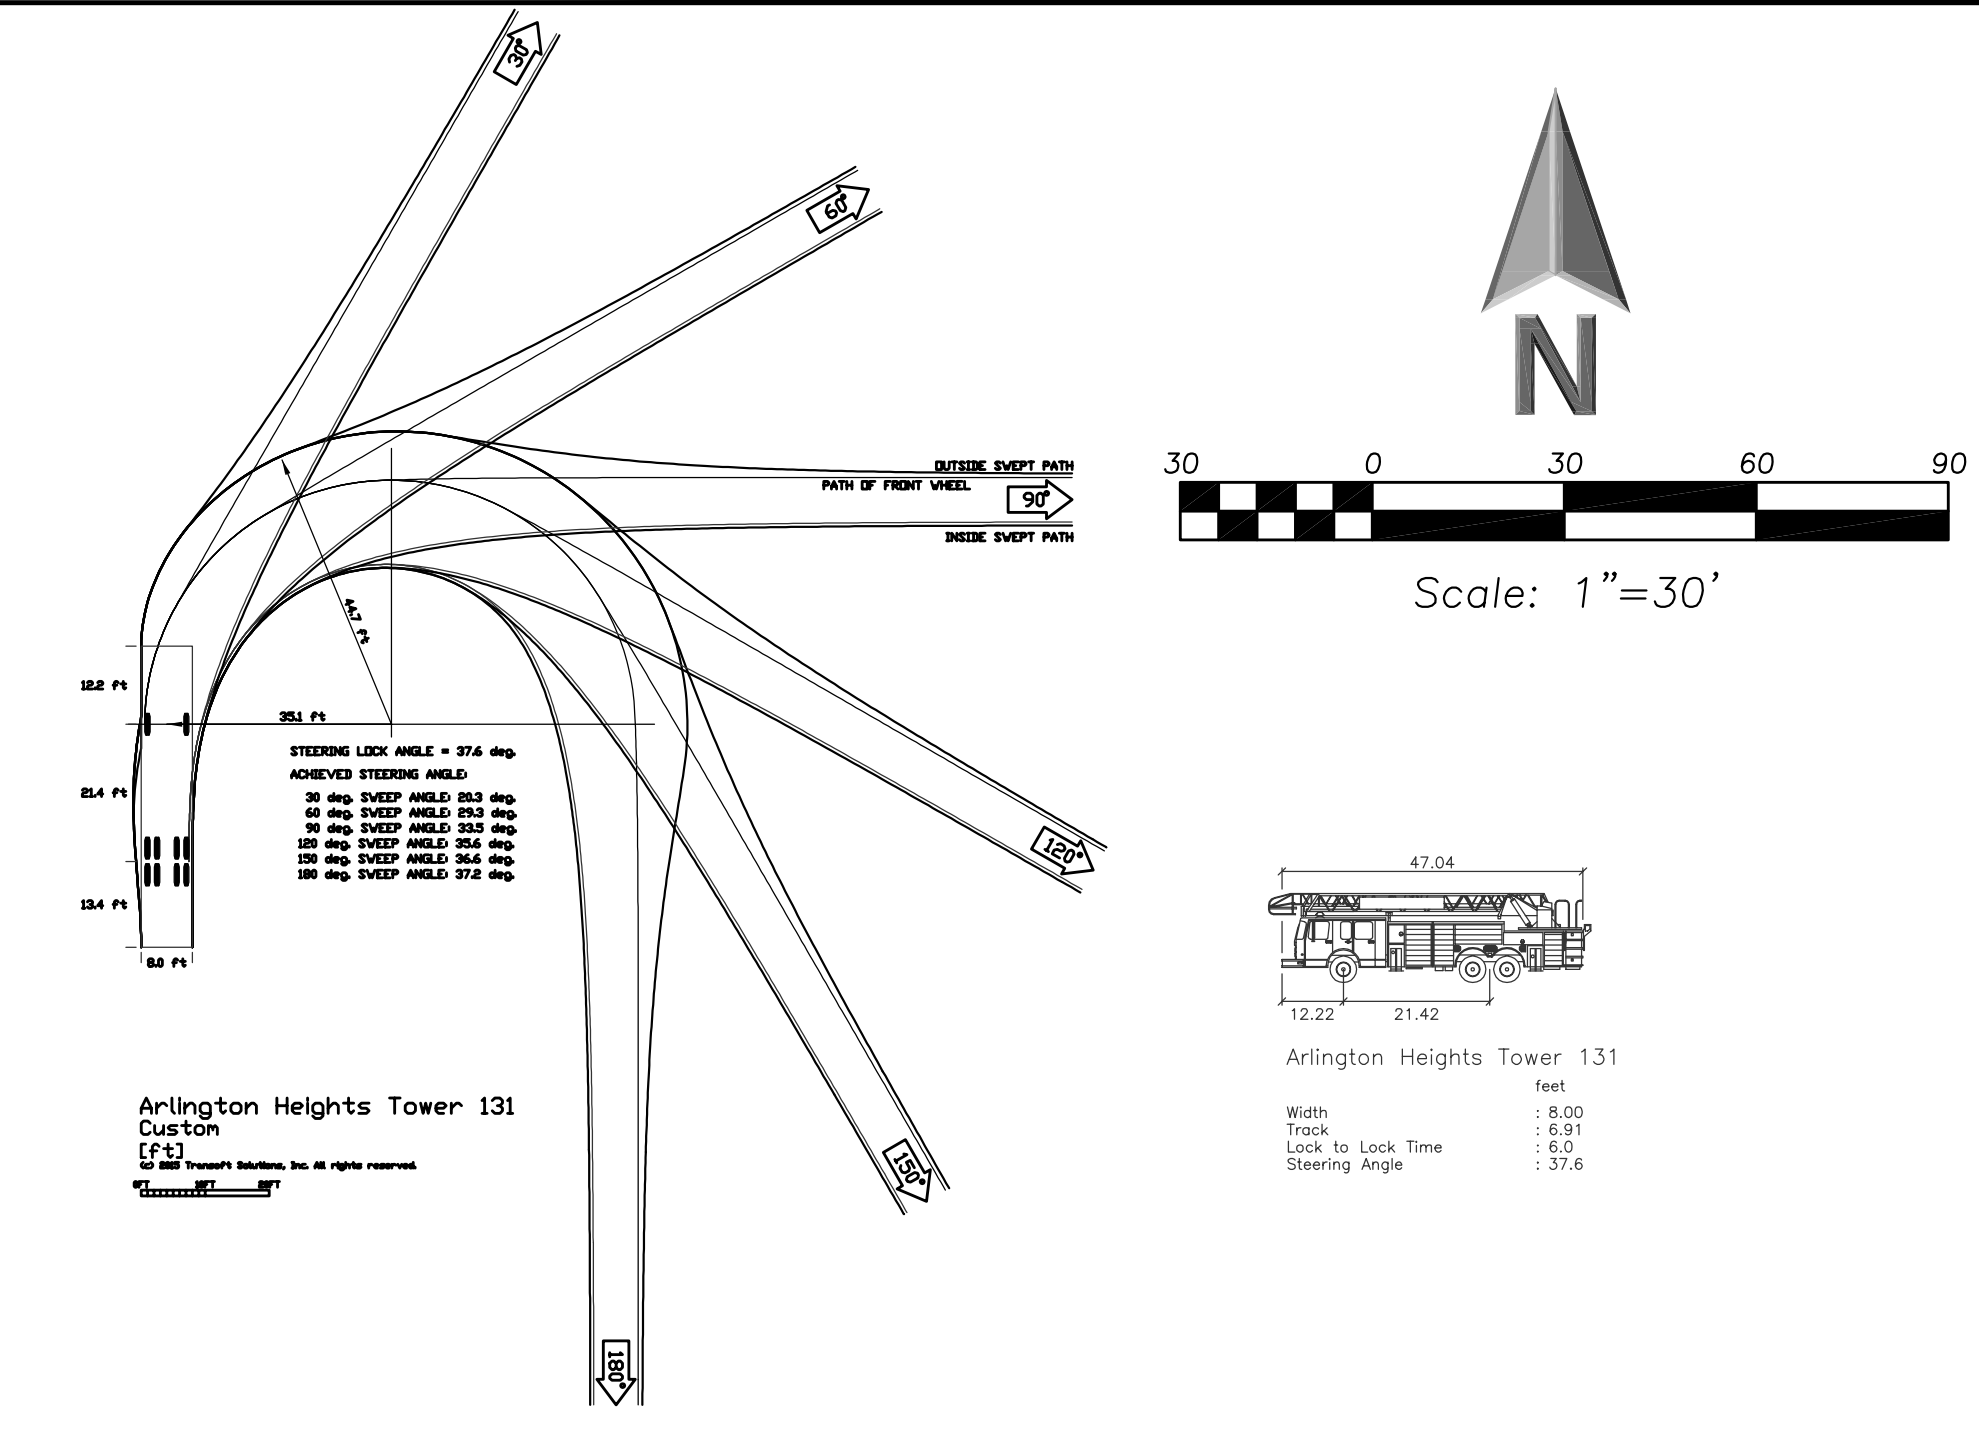 30°
60°
OUTSIDE SWEPT PATH
PATH OF FRONT WHEEL
90°
INSIDE SWEPT PATH
44.7 ft
12.2 ft
35.1 ft
STEERING LOCK ANGLE = 37.6 deg.
ACHIEVED STEERING ANGLE:
21.4 ft
30 deg. SWEEP ANGLE: 20.3 deg.
60 deg. SWEEP ANGLE: 29.3 deg.
90 deg. SWEEP ANGLE: 33.5 deg.
120 deg. SWEEP ANGLE: 35.6 deg.
150 deg. SWEEP ANGLE: 36.6 deg.
180 deg. SWEEP ANGLE: 37.2 deg.
13.4 ft
8.0 ft
120°
150°
180°
Arlington Heights Tower 131
Custom
[ft]
(c) 2015 Transoft Solutions, Inc. All rights reserved.
0FT 10FT 20FT
N
30 0 30 60 90
Scale: 1"=30'
47.04
12.22 21.42
Arlington Heights Tower 131
feet
Width : 8.00
Track : 6.91
Lock to Lock Time : 6.0
Steering Angle : 37.6